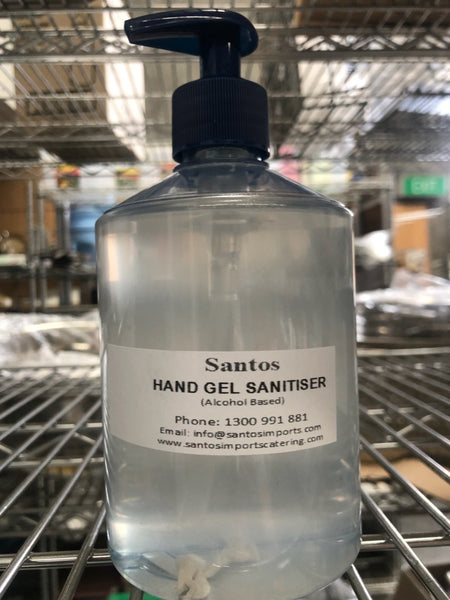 Santos
HAND GEL SANITISER
(Alcohol Based)
Phone: 1300 991 881
Email: info@santosimports.com
www.santosimportscatering.com
EXIT